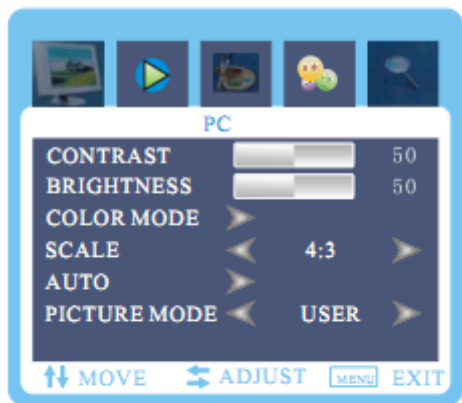 PC
CONTRAST 50
BRIGHTNESS 50
COLOR MODE
SCALE 4:3
AUTO
PICTURE MODE USER
MOVE ADJUST MENU EXIT